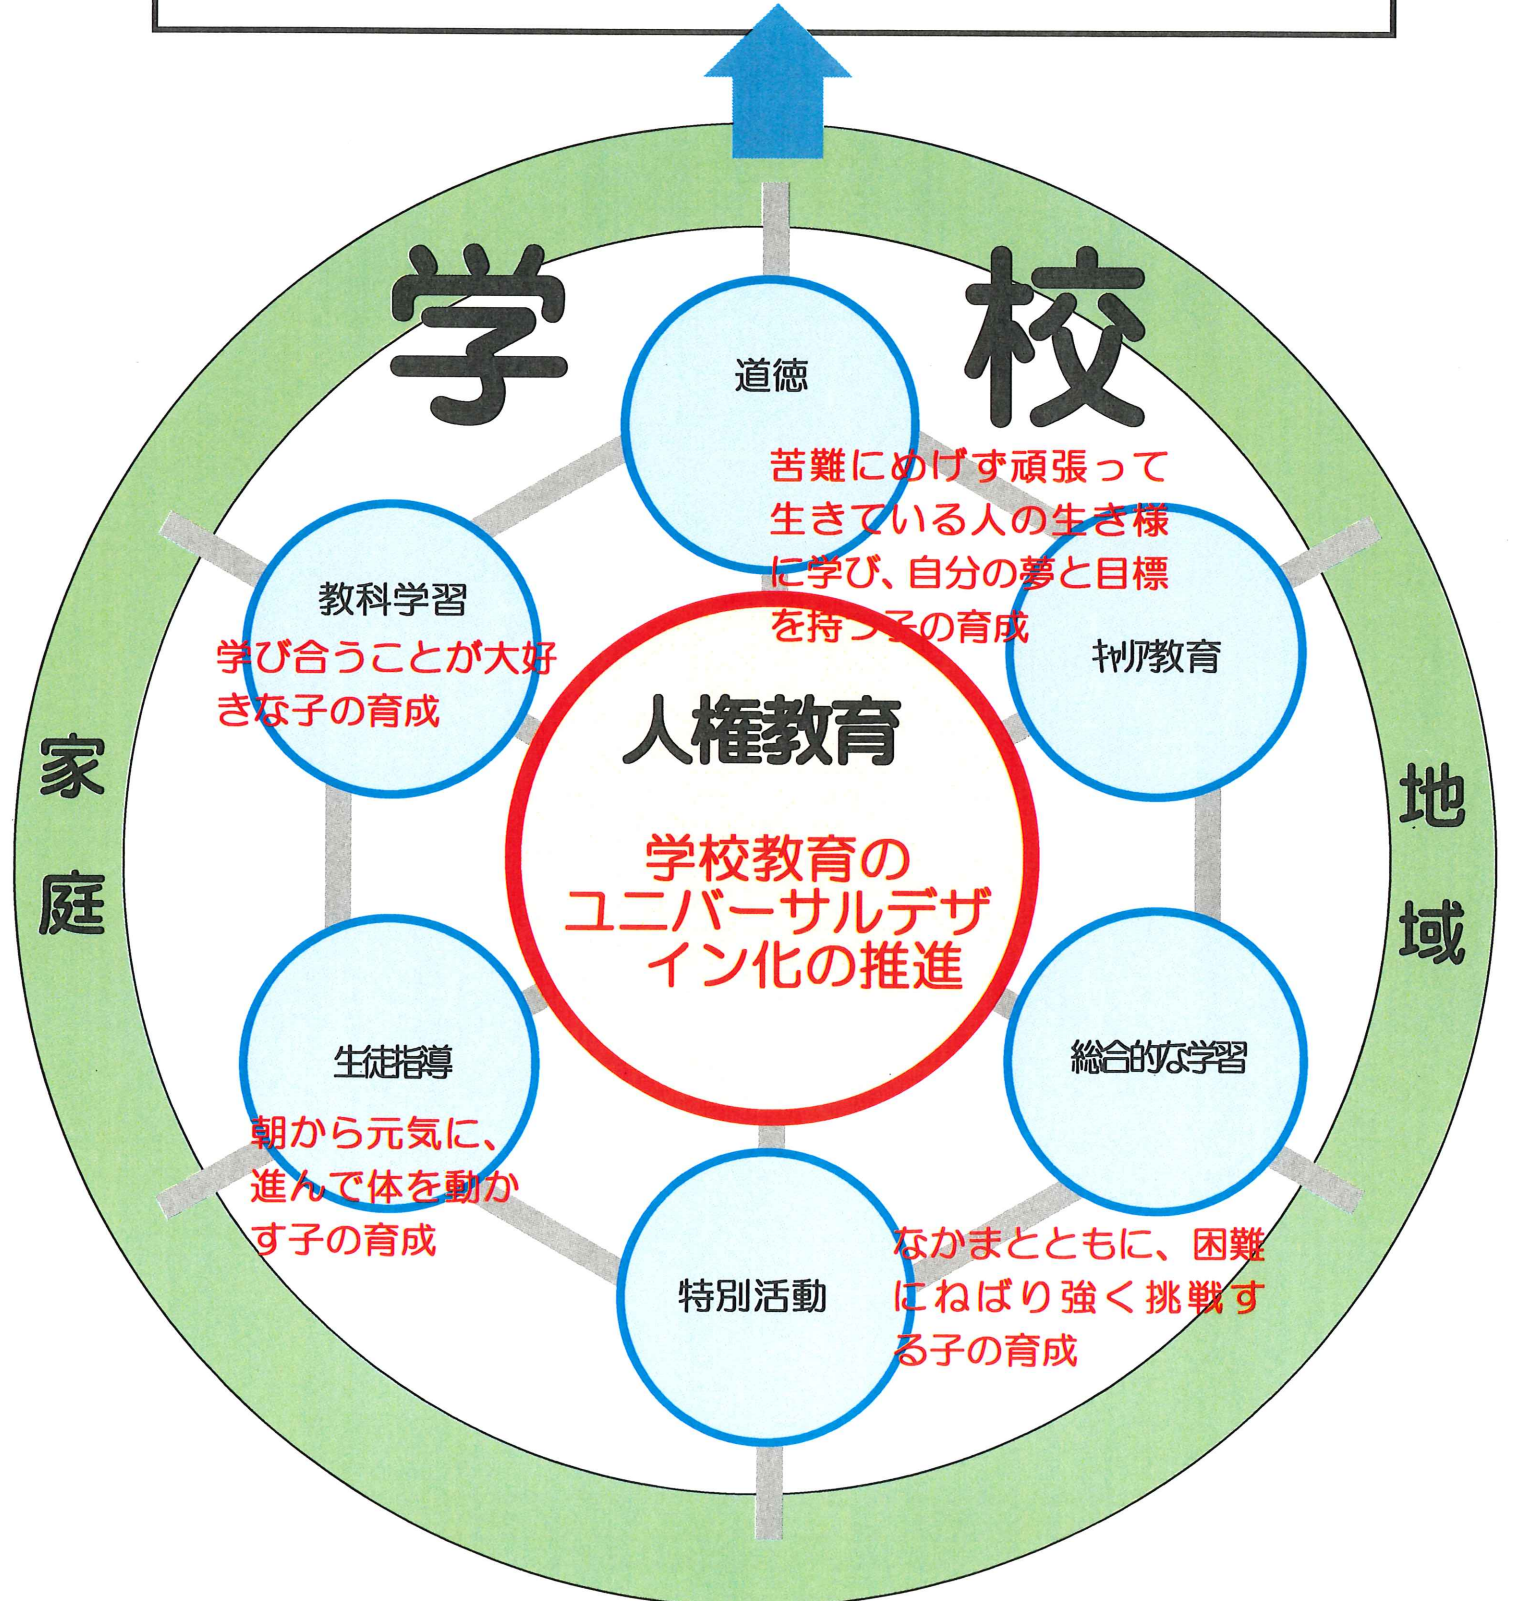 学校
道徳
苦難にめげず頑張って
生きている人の生き様
に学び、自分の夢と目標
を持つ子の育成
教科学習
学び合うことが大好
きな子の育成
キャリア教育
人権教育
学校教育の
ユニバーサルデザ
イン化の推進
家庭
地域
生徒指導
朝から元気に、
進んで体を動か
す子の育成
総合的な学習
特別活動
なかまとともに、困難
にねばり強く挑戦す
る子の育成